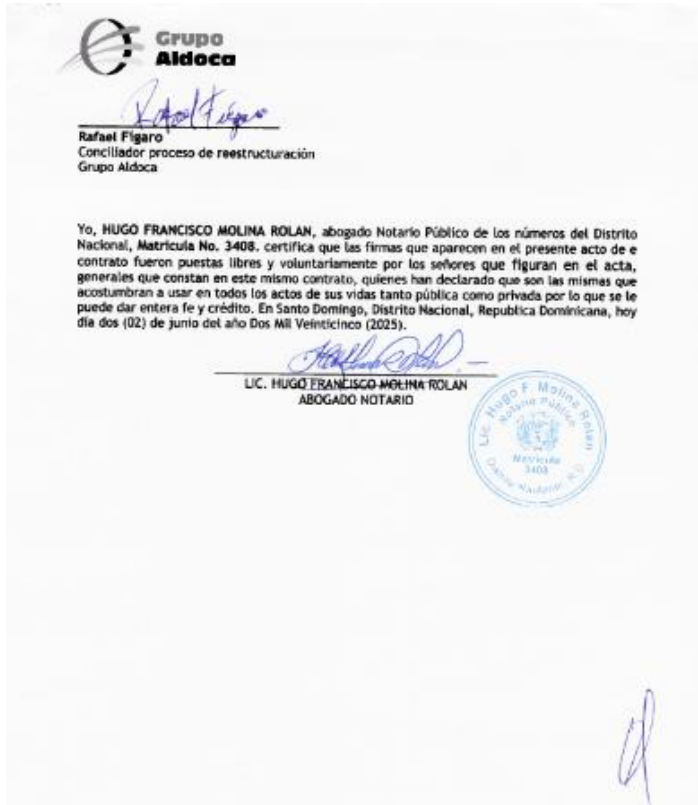 Grupo
Aldoca
Rafael Fígaro
Rafael Fígaro
Conciliador proceso de reestructuración
Grupo Aldoca
Yo, HUGO FRANCISCO MOLINA ROLAN, abogado Notario Público de los números del Distrito
Nacional, Matricula No. 3408. certifica que las firmas que aparecen en el presente acto de e
contrato fueron puestas libres y voluntariamente por los señores que figuran en el acta,
generales que constan en este mismo contrato, quienes han declarado que son las mismas que
acostumbran a usar en todos los actos de sus vidas tanto pública como privada por lo que se le
puede dar entera fe y crédito. En Santo Domingo, Distrito Nacional, Republica Dominicana, hoy
día dos (02) de junio del año Dos Mil Veinticinco (2025).
LIC. HUGO FRANCISCO MOLINA ROLAN
ABOGADO NOTARIO
Lic. Hugo F. Molina Rolan
Notario Público
Matricula
3408
Distrito Nacional, R.D.